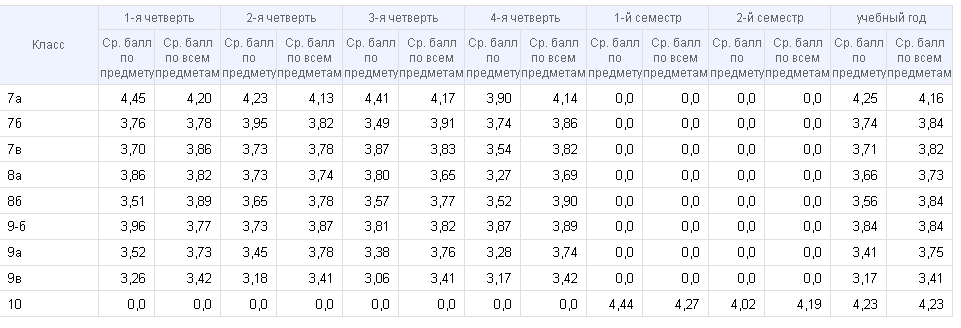 Класс 1-я четверть 2-я четверть 3-я четверть 4-я четверть 1-й семестр 2-й семестр учебный год
Ср. балл Ср. балл Ср. балл Ср. балл Ср. балл Ср. балл Ср. балл Ср. балл Ср. балл Ср. балл Ср. балл Ср. балл Ср. балл Ср. балл
по по всем по по всем по по всем по по всем по по всем по по всем по по всем
предмету предметам предмету предметам предмету предметам предмету предметам предмету предметам предмету предметам предмету предметам
7а 4,45 4,20 4,23 4,13 4,41 4,17 3,90 4,14 0,0 0,0 0,0 0,0 4,25 4,16
7б 3,76 3,78 3,95 3,82 3,49 3,91 3,74 3,86 0,0 0,0 0,0 0,0 3,74 3,84
7в 3,70 3,86 3,73 3,78 3,87 3,83 3,54 3,82 0,0 0,0 0,0 0,0 3,71 3,82
8а 3,86 3,82 3,73 3,74 3,80 3,65 3,27 3,69 0,0 0,0 0,0 0,0 3,66 3,73
8б 3,51 3,89 3,65 3,78 3,57 3,77 3,52 3,90 0,0 0,0 0,0 0,0 3,56 3,84
9-б 3,96 3,77 3,73 3,87 3,81 3,82 3,87 3,89 0,0 0,0 0,0 0,0 3,84 3,84
9а 3,52 3,73 3,45 3,78 3,38 3,76 3,28 3,74 0,0 0,0 0,0 0,0 3,41 3,75
9в 3,26 3,42 3,18 3,41 3,06 3,41 3,17 3,42 0,0 0,0 0,0 0,0 3,17 3,41
10 0,0 0,0 0,0 0,0 0,0 0,0 0,0 0,0 4,44 4,27 4,02 4,19 4,23 4,23